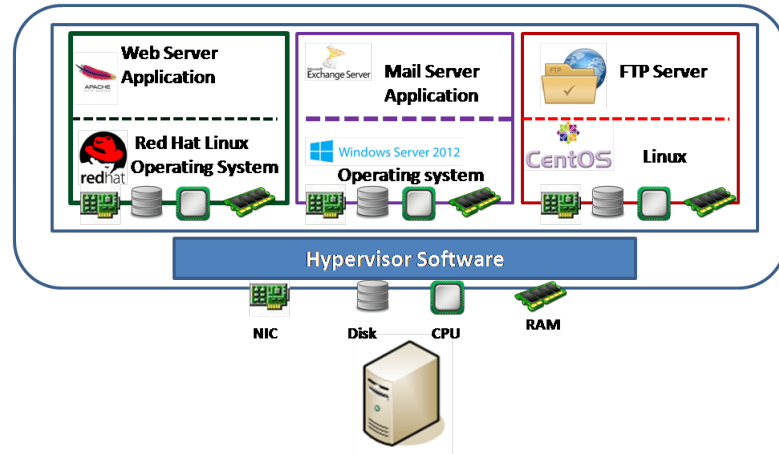 Web Server
Application
APACHE
Microsoft
Exchange Server
Mail Server
Application
FTP
FTP Server
redhat
Red Hat Linux
Operating System
Windows Server 2012
Operating system
CentOS
Linux
Hypervisor Software
NIC
Disk
CPU
RAM